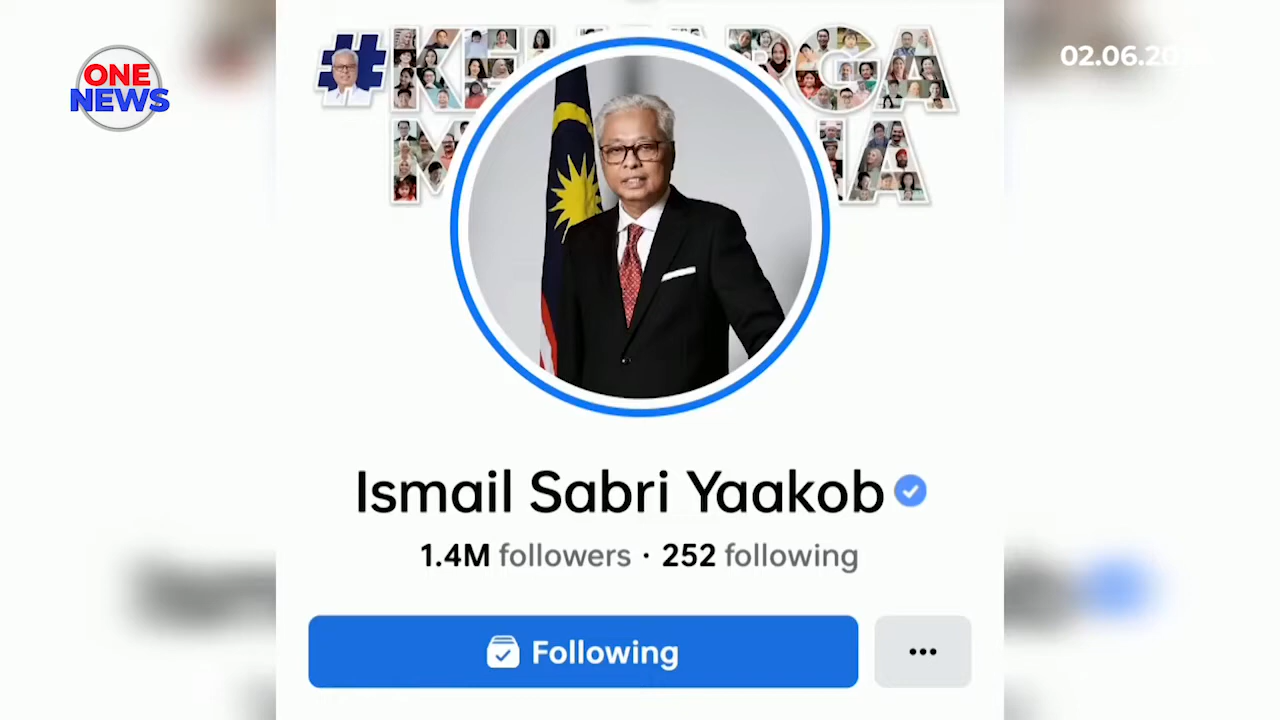 ONE
NEWS
Ismail Sabri Yaakob
1.4M followers · 252 following
Following